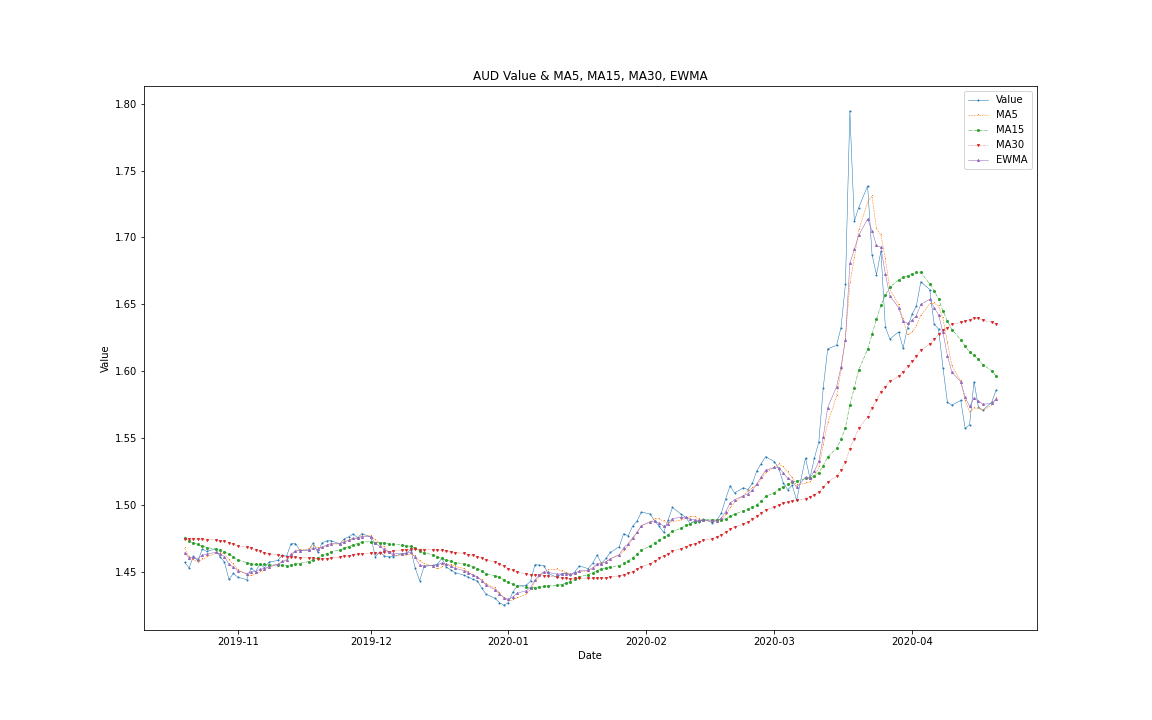 AUD Value & MA5, MA15, MA30, EWMA
Value
MA5
MA15
MA30
EWMA
1.80
1.75
1.70
1.65
1.60
1.55
1.50
1.45
Value
2019-11
2019-12
2020-01
2020-02
2020-03
2020-04
Date